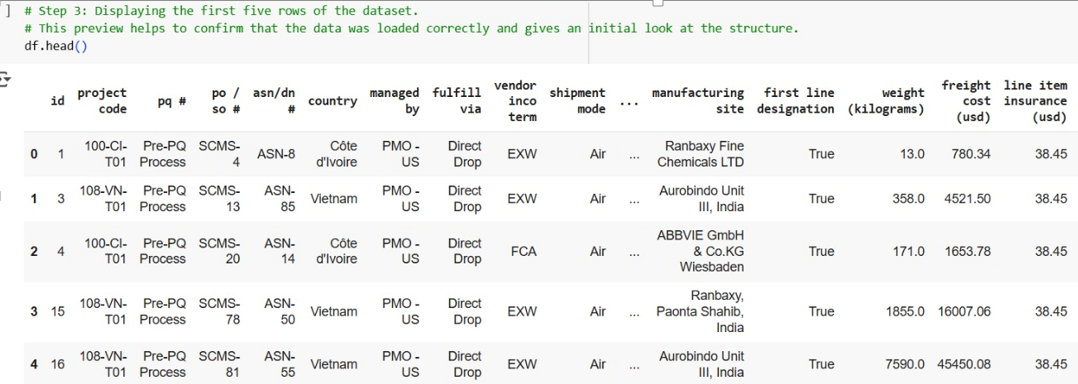 ] # Step 3: Displaying the first five rows of the dataset.
# This preview helps to confirm that the data was loaded correctly and gives an initial look at the structure.
df.head()
id project code pq # po / so # asn/dn # country managed by fulfill via vendor inco term shipment mode ... manufacturing site first line designation weight (kilograms) freight cost (usd) line item insurance (usd)
0 1 100-CI-T01 Pre-PQ Process SCMS-4 ASN-8 Côte d'Ivoire PMO - US Direct Drop EXW Air ... Ranbaxy Fine Chemicals LTD True 13.0 780.34 38.45
1 3 108-VN-T01 Pre-PQ Process SCMS-13 ASN-85 Vietnam PMO - US Direct Drop EXW Air ... Aurobindo Unit III, India True 358.0 4521.50 38.45
2 4 100-CI-T01 Pre-PQ Process SCMS-20 ASN-14 Côte d'Ivoire PMO - US Direct Drop FCA Air ... ABBVIE GmbH & Co.KG Wiesbaden True 171.0 1653.78 38.45
3 15 108-VN-T01 Pre-PQ Process SCMS-78 ASN-50 Vietnam PMO - US Direct Drop EXW Air ... Ranbaxy, Paonta Shahib, India True 1855.0 16007.06 38.45
4 16 108-VN-T01 Pre-PQ Process SCMS-81 ASN-55 Vietnam PMO - US Direct Drop EXW Air ... Aurobindo Unit III, India True 7590.0 45450.08 38.45